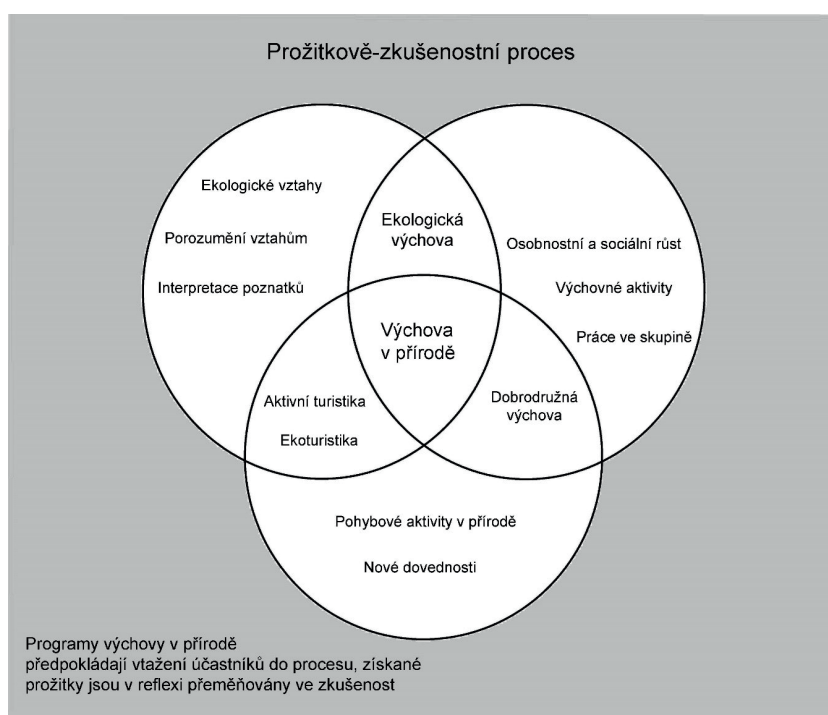 Prožitkově-zkušenostní proces
Ekologické vztahy
Porozumění vztahům
Interpretace poznatků
Ekologická
výchova
Osobnostní a sociální růst
Výchovné aktivity
Práce ve skupině
Výchova
v přírodě
Aktivní turistika
Ekoturistika
Dobrodružná
výchova
Pohybové aktivity v přírodě
Nové dovednosti
Programy výchovy v přírodě
předpokládají vtažení účastníků do procesu, získané
prožitky jsou v reflexi přeměňovány ve zkušenost